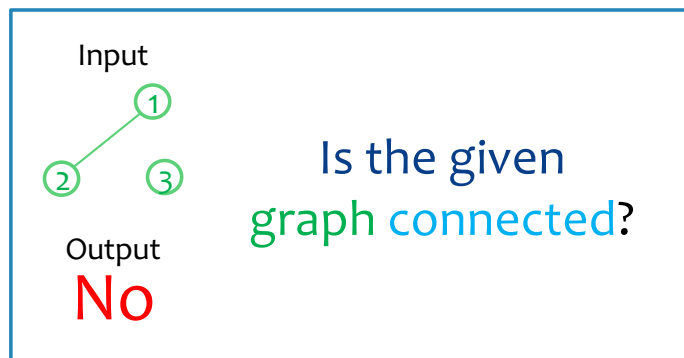 Input
1
2
3
Output
No
Is the given
graph connected?